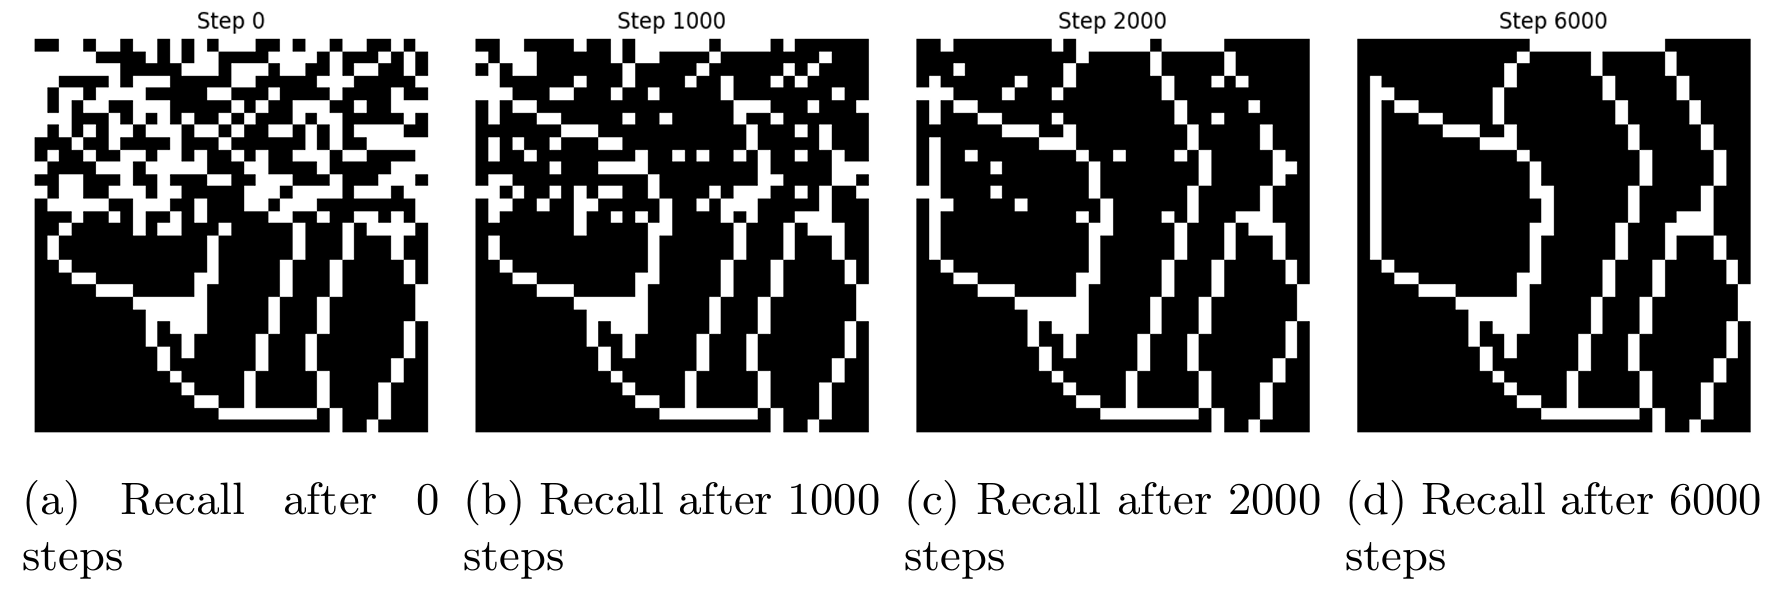 Step 0
Step 1000
Step 2000
Step 6000
(a) Recall after 0
steps
(b) Recall after 1000
steps
(c) Recall after 2000
steps
(d) Recall after 6000
steps